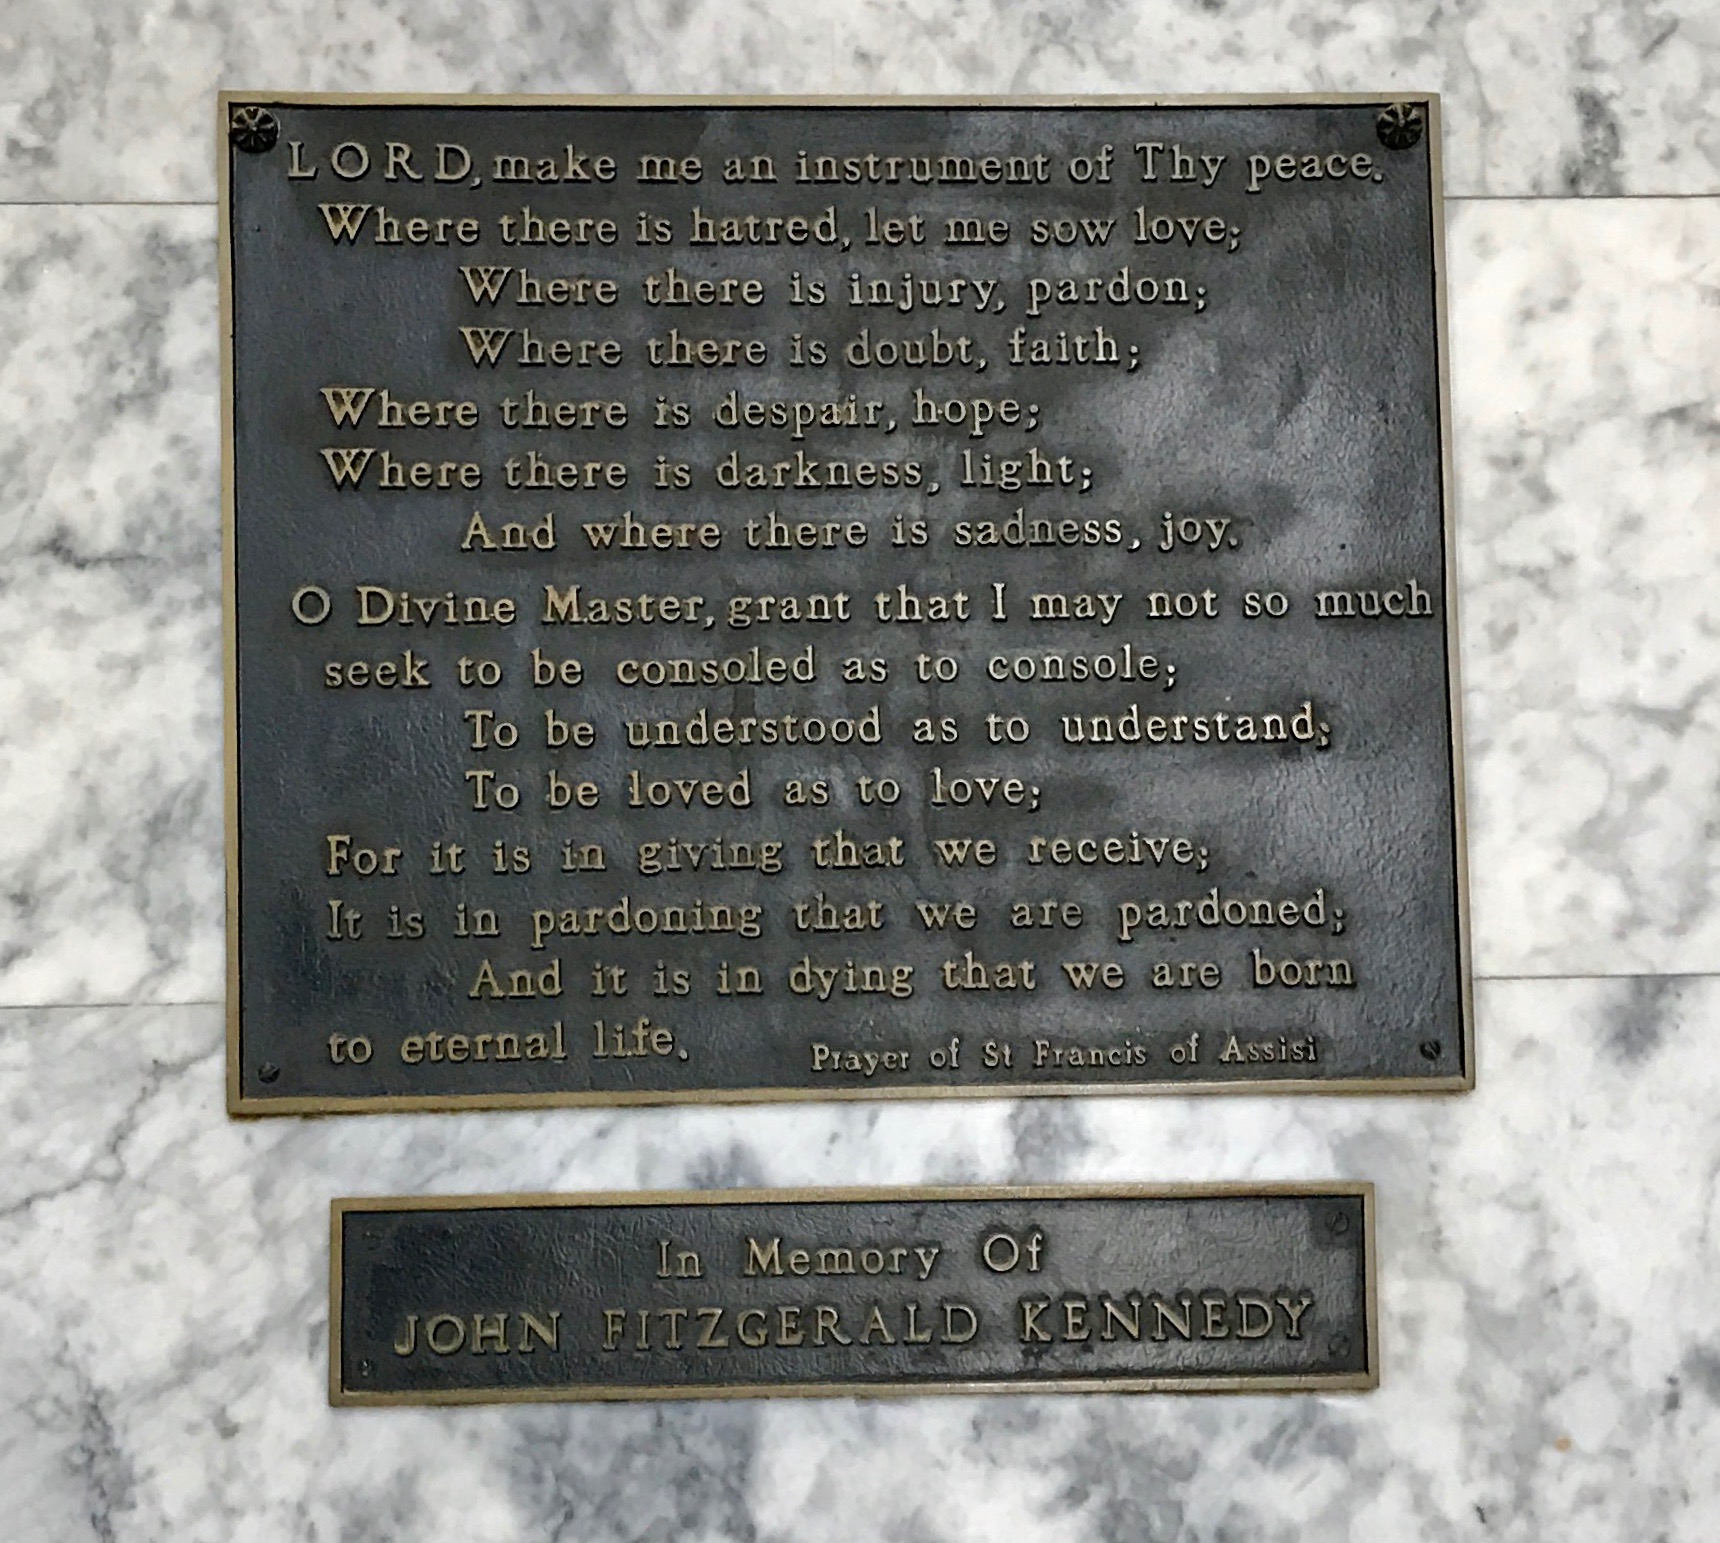 LORD, make me an instrument of Thy peace.
Where there is hatred, let me sow love;
Where there is injury, pardon;
Where there is doubt, faith;
Where there is despair, hope;
Where there is darkness, light;
And where there is sadness, joy.
O Divine Master, grant that I may not so much
seek to be consoled as to console;
To be understood as to understand;
To be loved as to love;
For it is in giving that we receive;
It is in pardoning that we are pardoned;
And it is in dying that we are born
to eternal life.
Prayer of St Francis of Assisi
In Memory Of
JOHN FITZGERALD KENNEDY